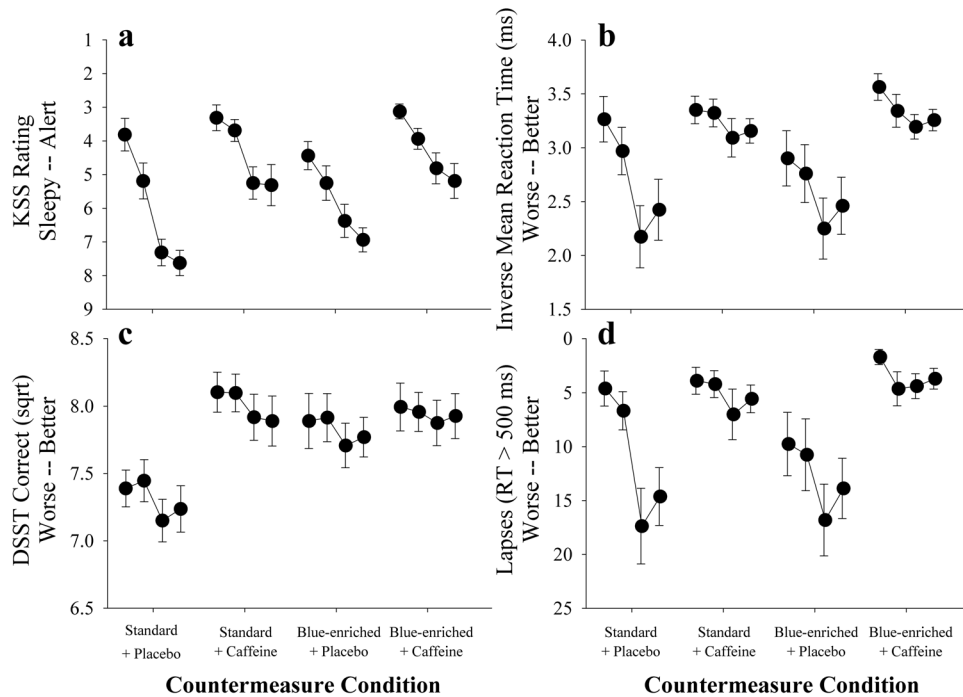 a
1
2
3
4
5
6
7
8
9
KSS Rating
Sleepy -- Alert
b
4.0
3.5
3.0
2.5
2.0
1.5
Inverse Mean Reaction Time (ms)
Worse -- Better
c
8.5
8.0
7.5
7.0
6.5
DSST Correct (sqrt)
Worse -- Better
Standard
+ Placebo
Standard
+ Caffeine
Blue-enriched
+ Placebo
Blue-enriched
+ Caffeine
Countermeasure Condition
d
0
5
10
15
20
25
Lapses (RT > 500 ms)
Worse -- Better
Standard
+ Placebo
Standard
+ Caffeine
Blue-enriched
+ Placebo
Blue-enriched
+ Caffeine
Countermeasure Condition